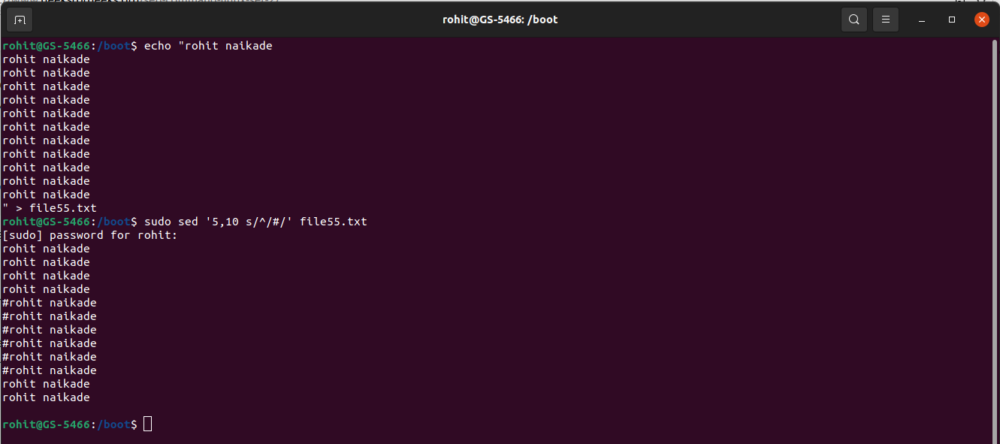 rohit@GS-5466: /boot
rohit@GS-5466:/boot$ echo "rohit naikade
rohit naikade
rohit naikade
rohit naikade
rohit naikade
rohit naikade
rohit naikade
rohit naikade
rohit naikade
rohit naikade
rohit naikade
rohit naikade
" > file55.txt
rohit@GS-5466:/boot$ sudo sed '5,10 s/^/#/' file55.txt
[sudo] password for rohit:
rohit naikade
rohit naikade
rohit naikade
rohit naikade
#rohit naikade
#rohit naikade
#rohit naikade
#rohit naikade
#rohit naikade
#rohit naikade
rohit naikade
rohit naikade
rohit@GS-5466:/boot$